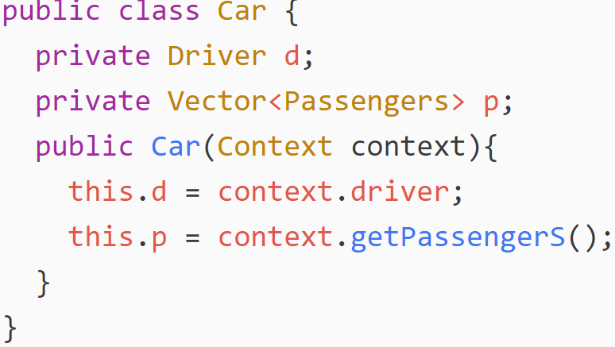 public class Car {
  private Driver d;
  private Vector<Passengers> p;
  public Car(Context context){
    this.d = context.driver;
    this.p = context.getPassengerS();
  }
}